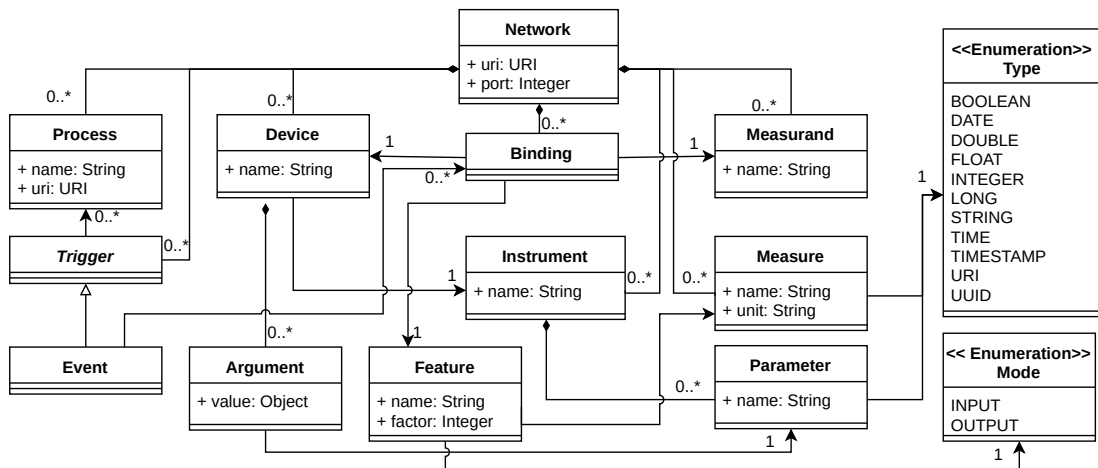 Network
+ uri: URI
+ port: Integer
<<Enumeration>>
Type
BOOLEAN
DATE
DOUBLE
FLOAT
INTEGER
LONG
STRING
TIME
TIMESTAMP
URI
UUID
0..*
0..*
0..*
0..*
Process
+ name: String
+ uri: URI
Device
+ name: String
1
Binding
0..*
1
Measurand
+ name: String
1
0..*
Trigger
0..*
1
Instrument
+ name: String
0..*
0..*
Measure
+ name: String
+ unit: String
Event
0..*
1
Argument
+ value: Object
Feature
+ name: String
+ factor: Integer
0..*
Parameter
+ name: String
1
<< Enumeration>>
Mode
INPUT
OUTPUT
1